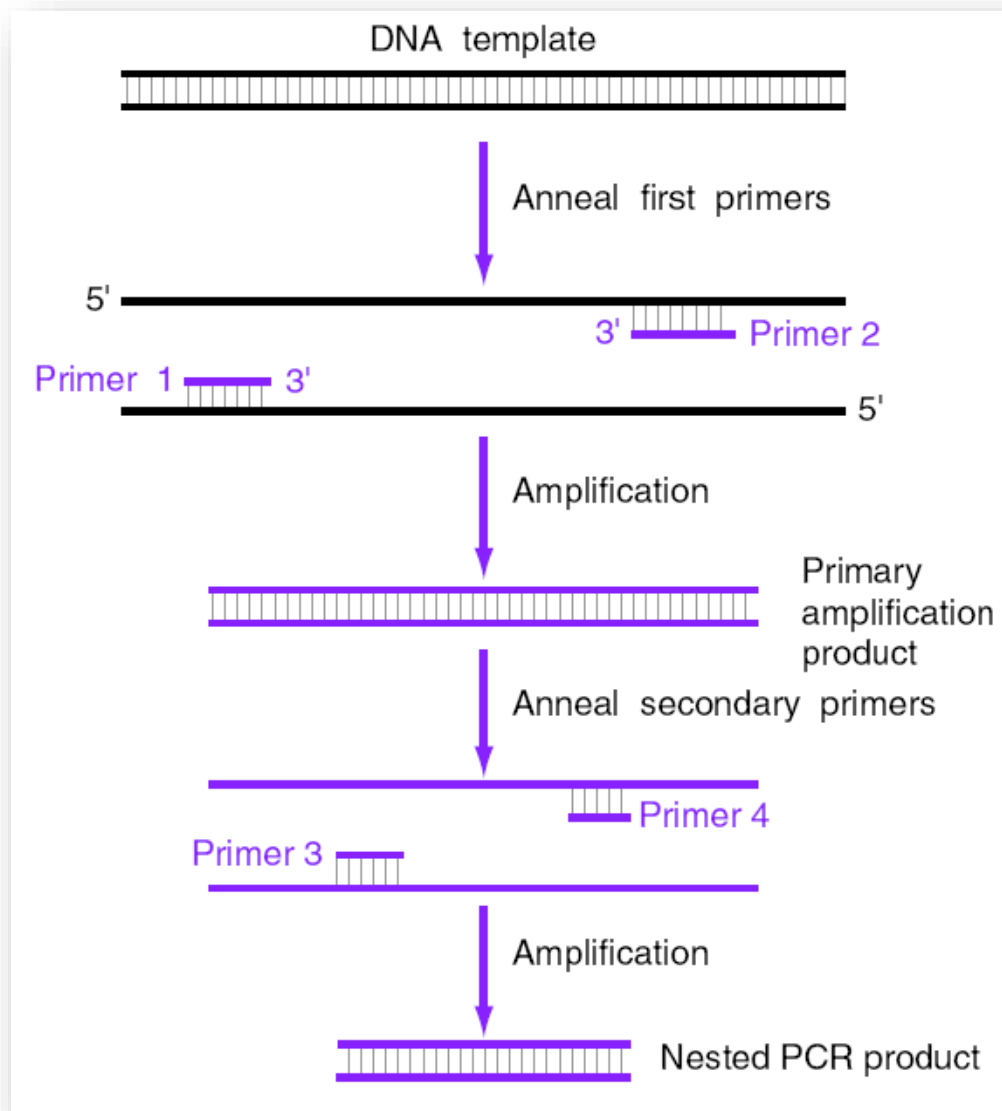 DNA template
Anneal first primers
5'
3' Primer 2
Primer 1 3'
5'
Amplification
Primary
amplification
product
Anneal secondary primers
Primer 4
Primer 3
Amplification
Nested PCR product